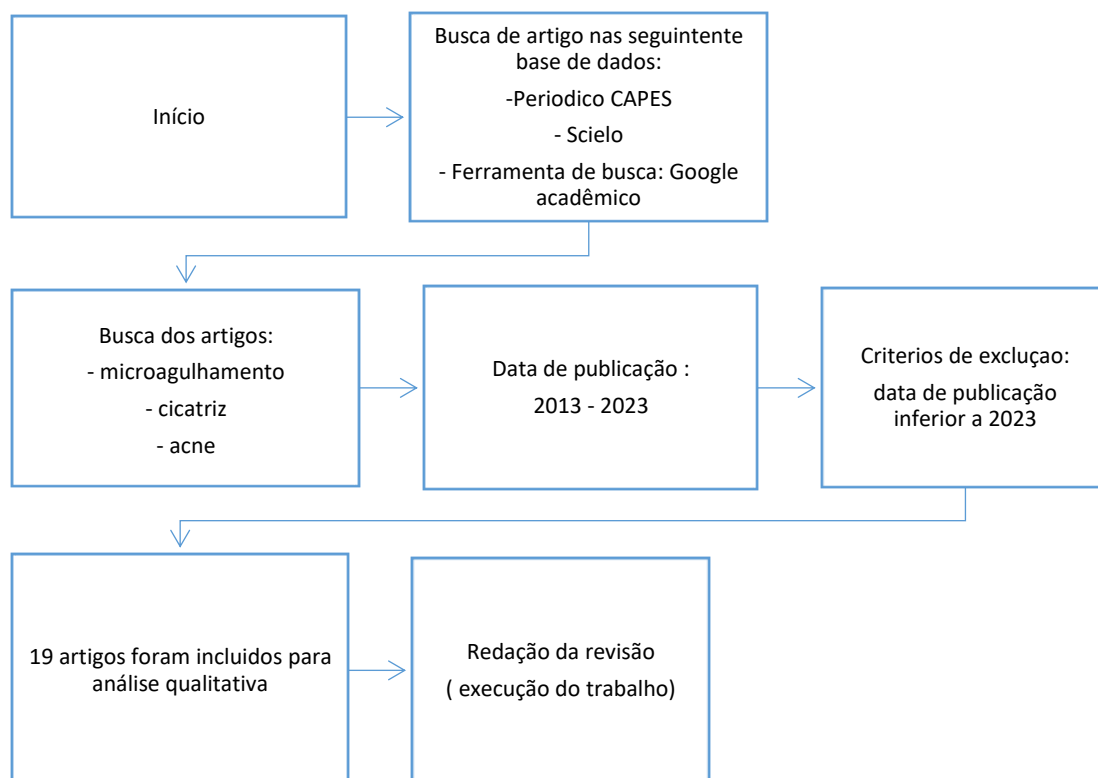 Início
Busca de artigo nas seguintente
base de dados:
-Periodico CAPES
- Scielo
- Ferramenta de busca: Google
acadêmico
Busca dos artigos:
- microagulhamento
- cicatriz
- acne
Data de publicação :
2013 - 2023
Criterios de excluçao:
data de publicação
inferior a 2023
19 artigos foram incluidos para
análise qualitativa
Redação da revisão
( execução do trabalho)